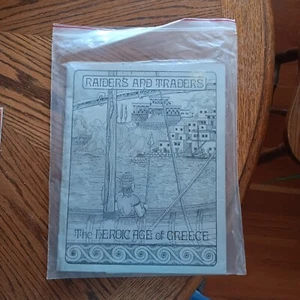 RAIDERS AND TRADERS
The HEROIC AGE of GREECE